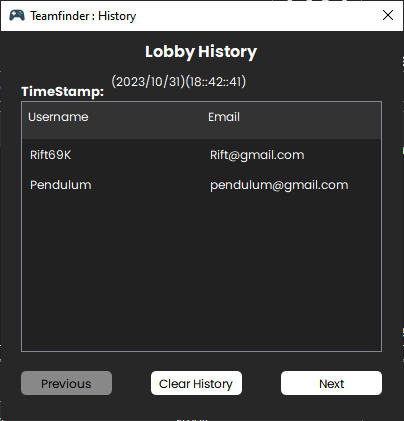 Teamfinder : History
Lobby History
TimeStamp: (2023/10/31)(18::42::41)
Username Email
Rift69K Rift@gmail.com
Pendulum pendulum@gmail.com
Previous Clear History Next